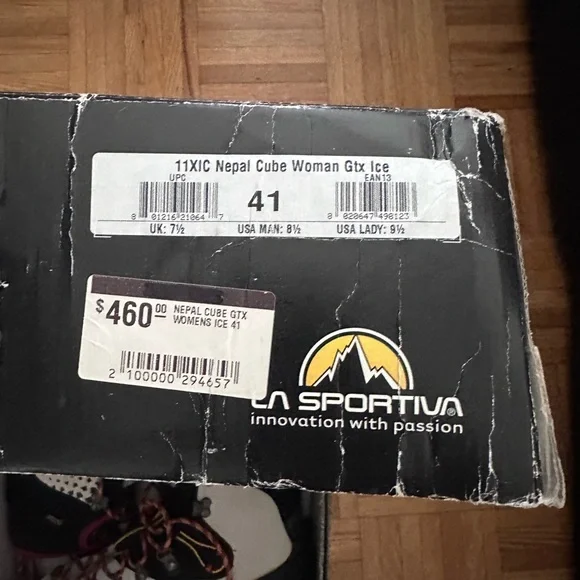 11XIC Nepal Cube Woman Gtx Ice
UPC EAN13
8 01216 21064 7 41 8 020647 498123
UK: 7½ USA MAN: 8½ USA LADY: 9½
$460.00 NEPAL CUBE GTX
WOMENS ICE 41
2 100000 294657
LA SPORTIVA®
innovation with passion